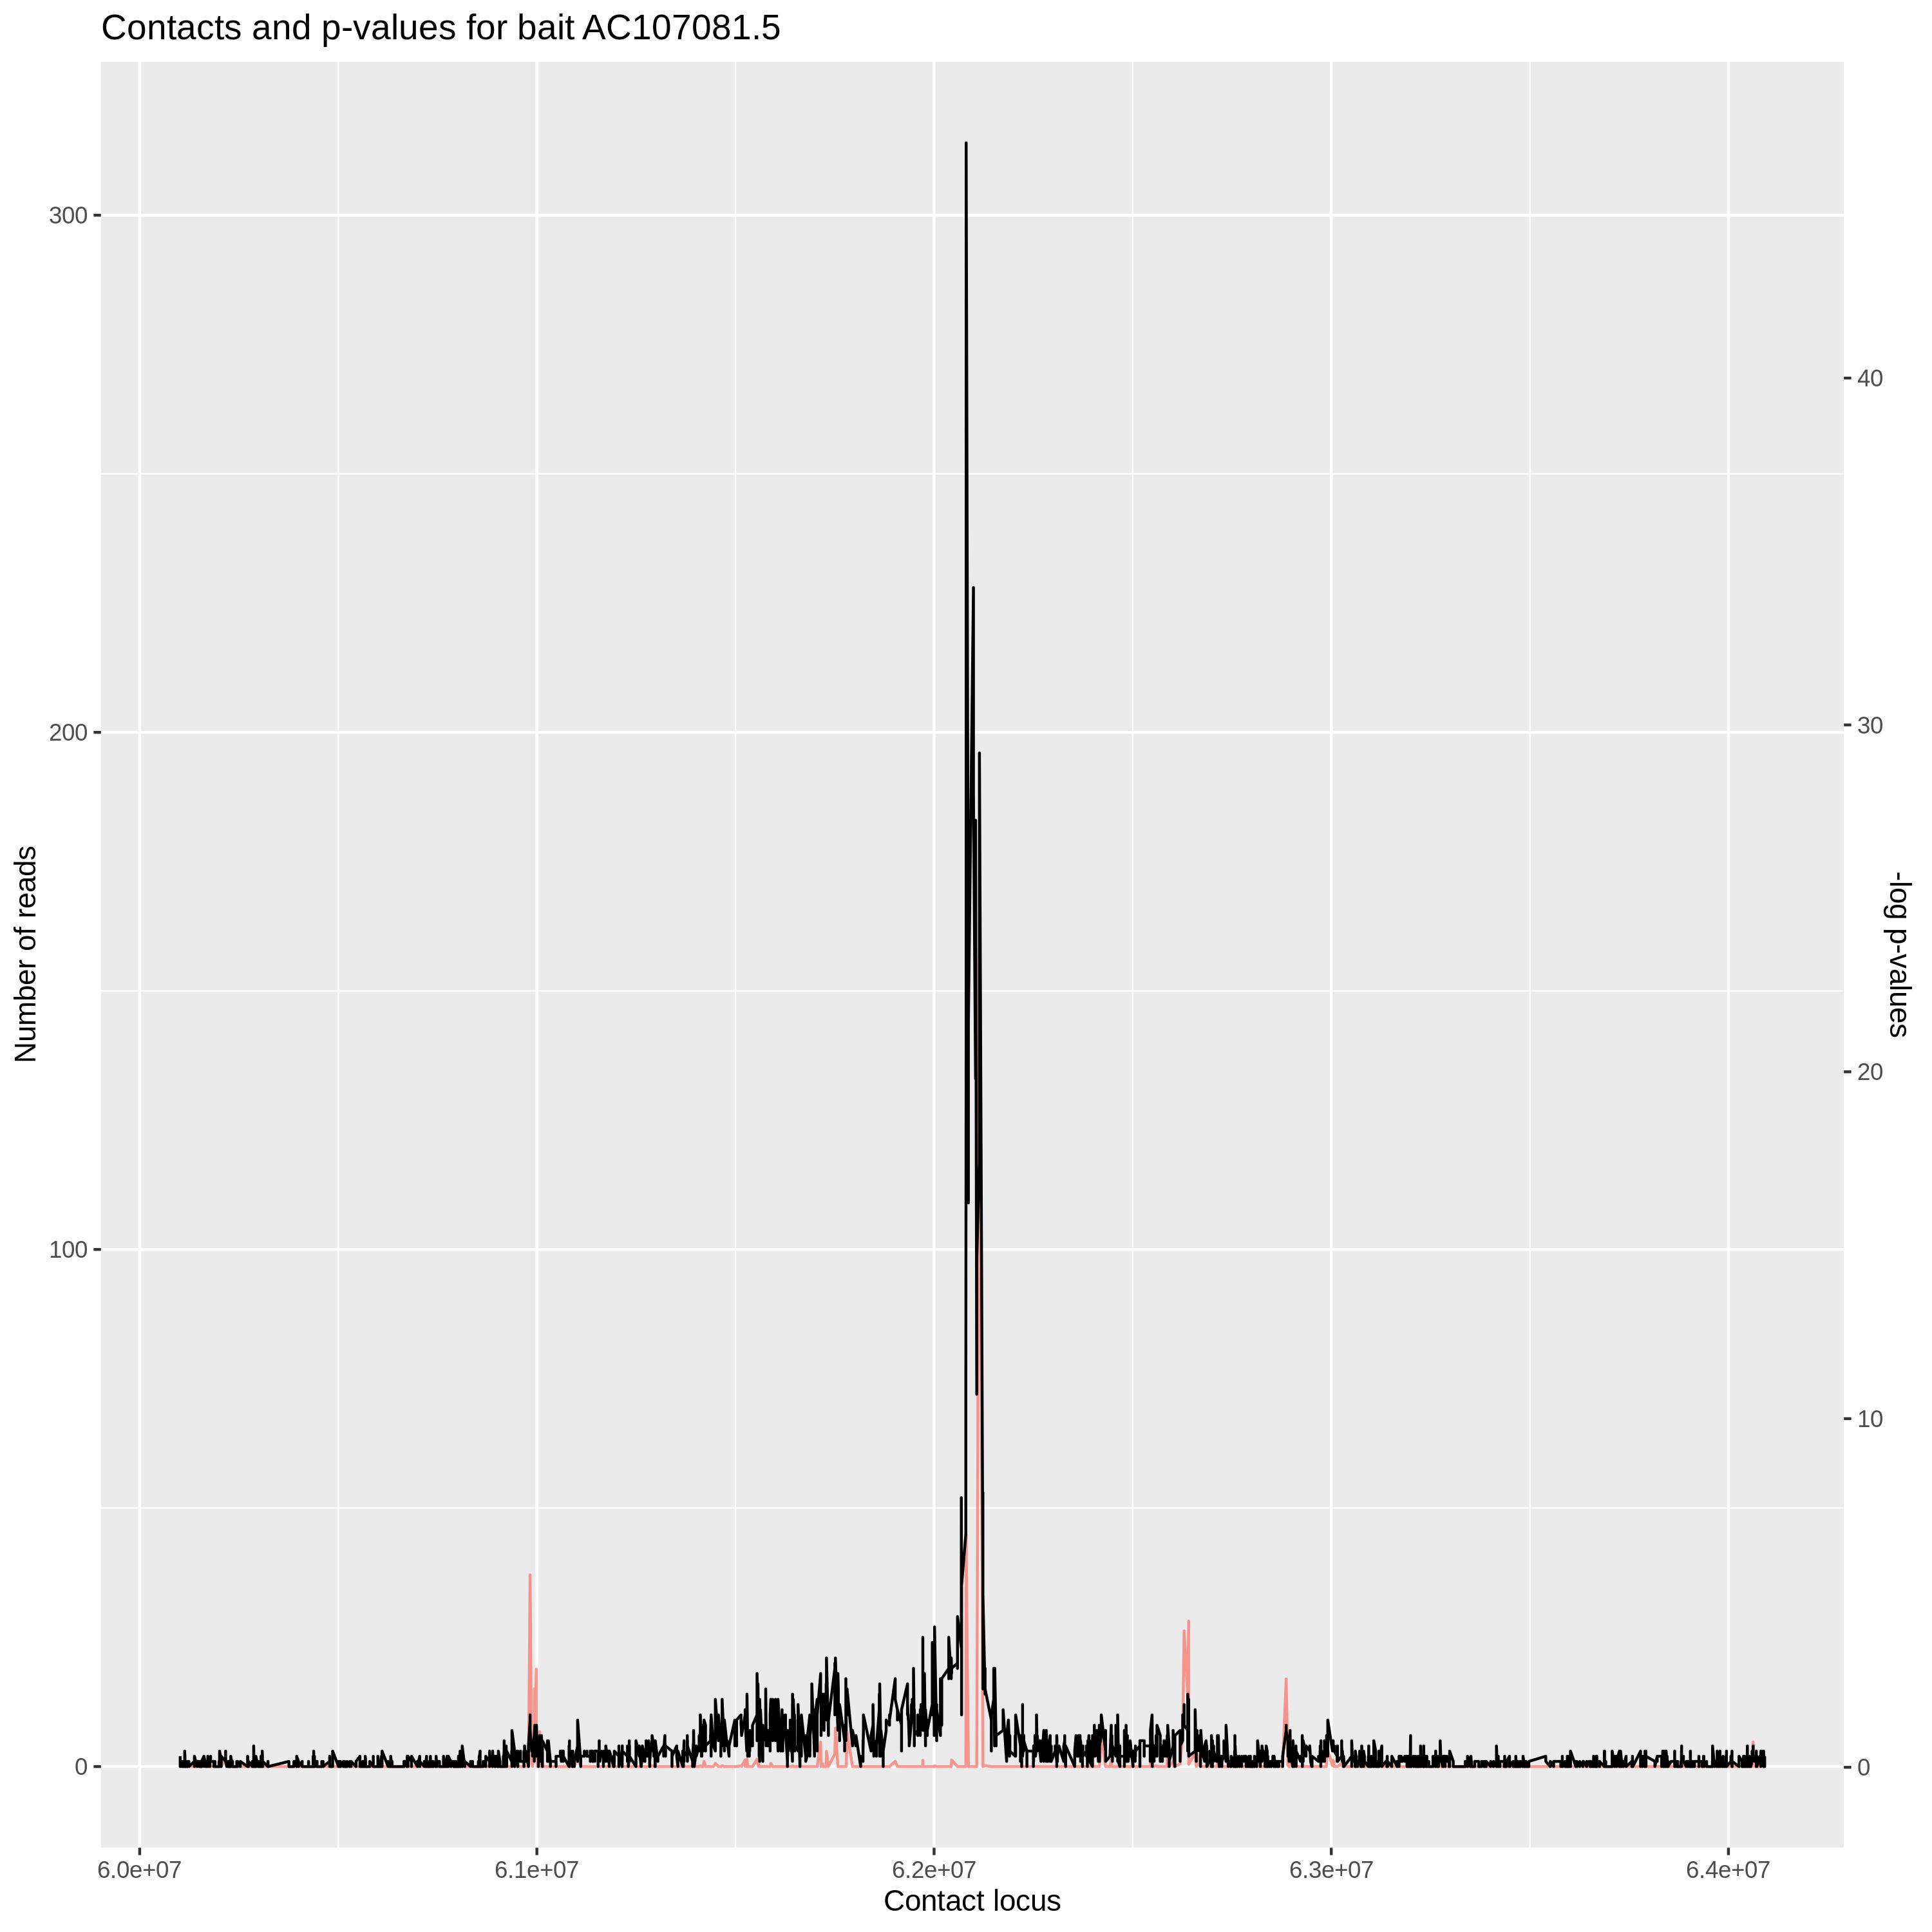 Contacts and p-values for bait AC107081.5
300
200
100
0
Number of reads
40
30
20
10
0
-log p-values
6.0e+07 6.1e+07 6.2e+07 6.3e+07 6.4e+07
Contact locus